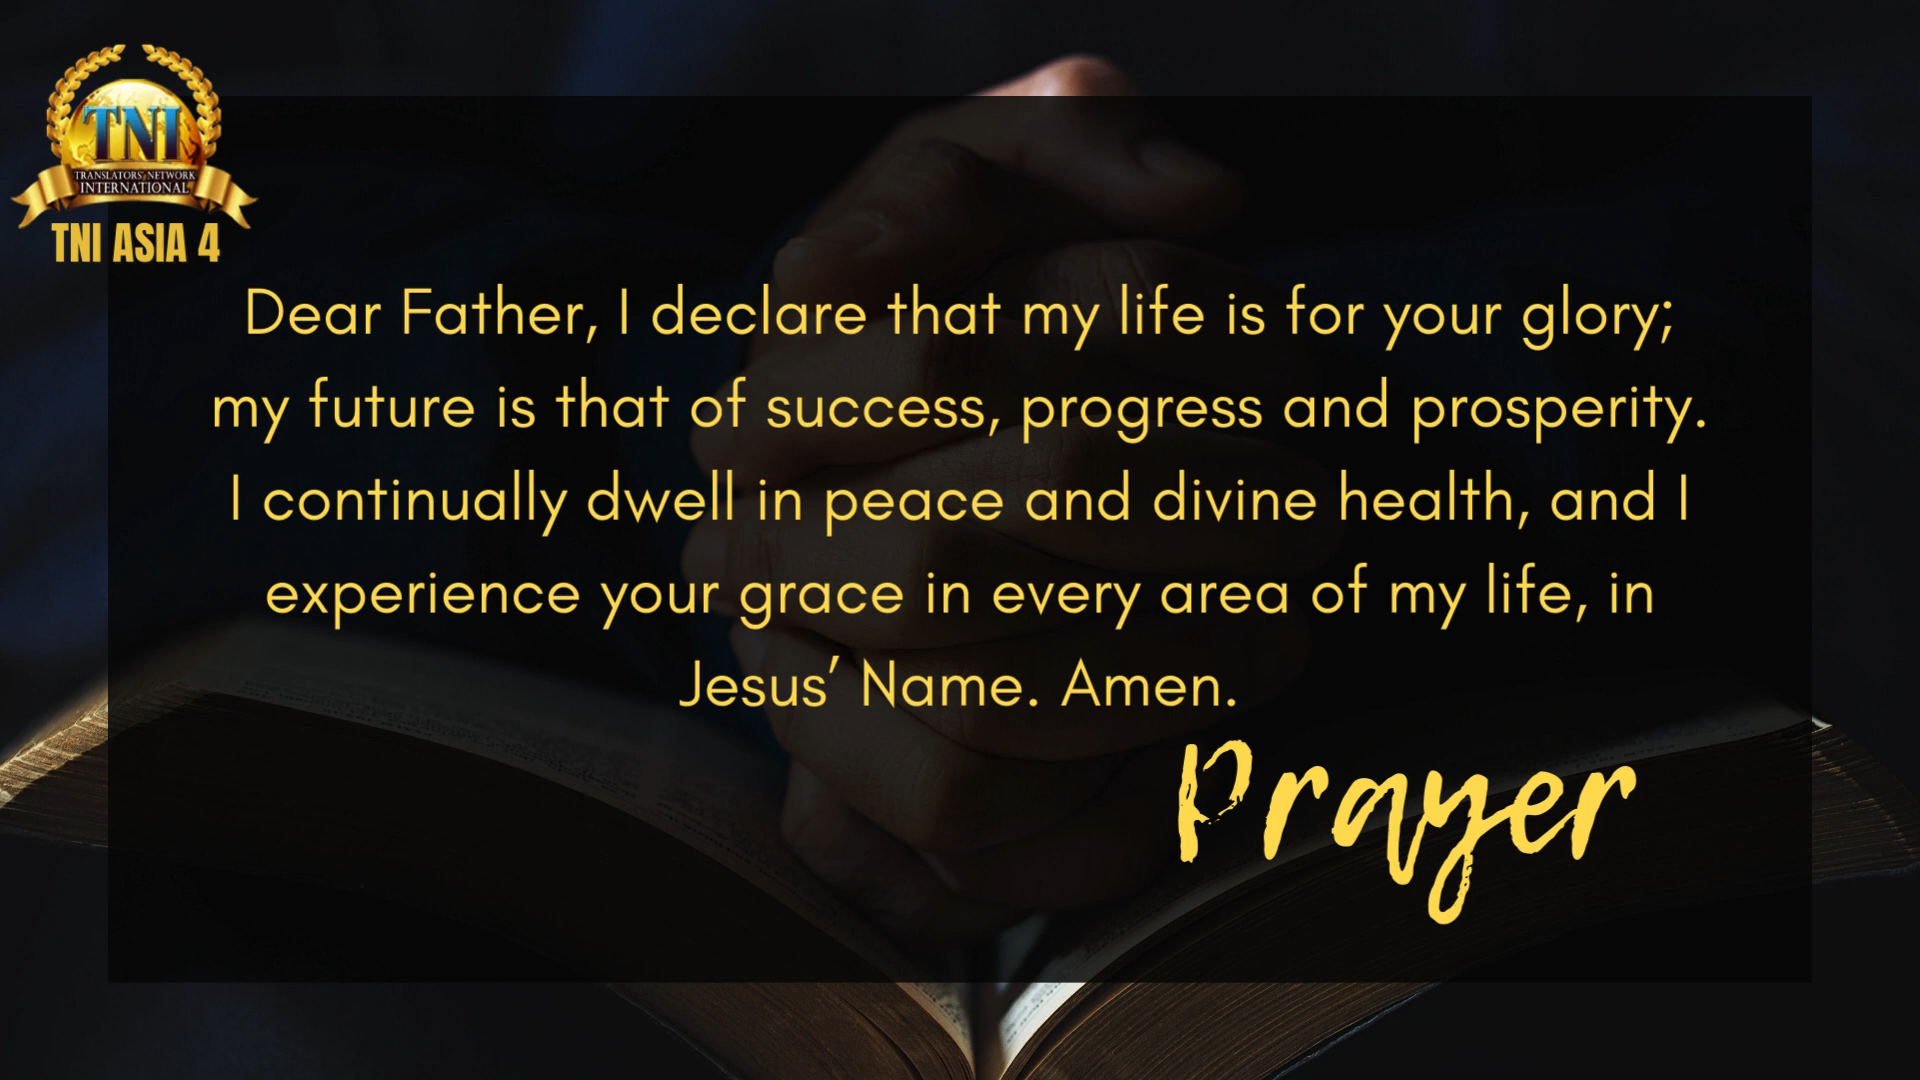 TNI
TRANSLATORS' NETWORK
INTERNATIONAL
TNI ASIA 4
Dear Father, I declare that my life is for your glory;
my future is that of success, progress and prosperity.
I continually dwell in peace and divine health, and I
experience your grace in every area of my life, in
Jesus’ Name. Amen.
Prayer